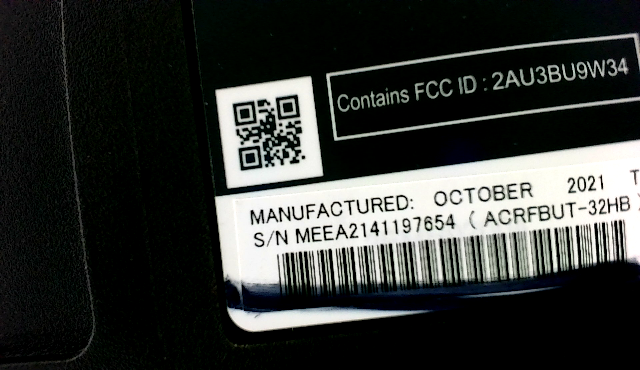 Contains FCC ID : 2AU3BU9W34
MANUFACTURED: OCTOBER 2021 T
S/N MEEA2141197654 ( ACRFBUT-32HB )